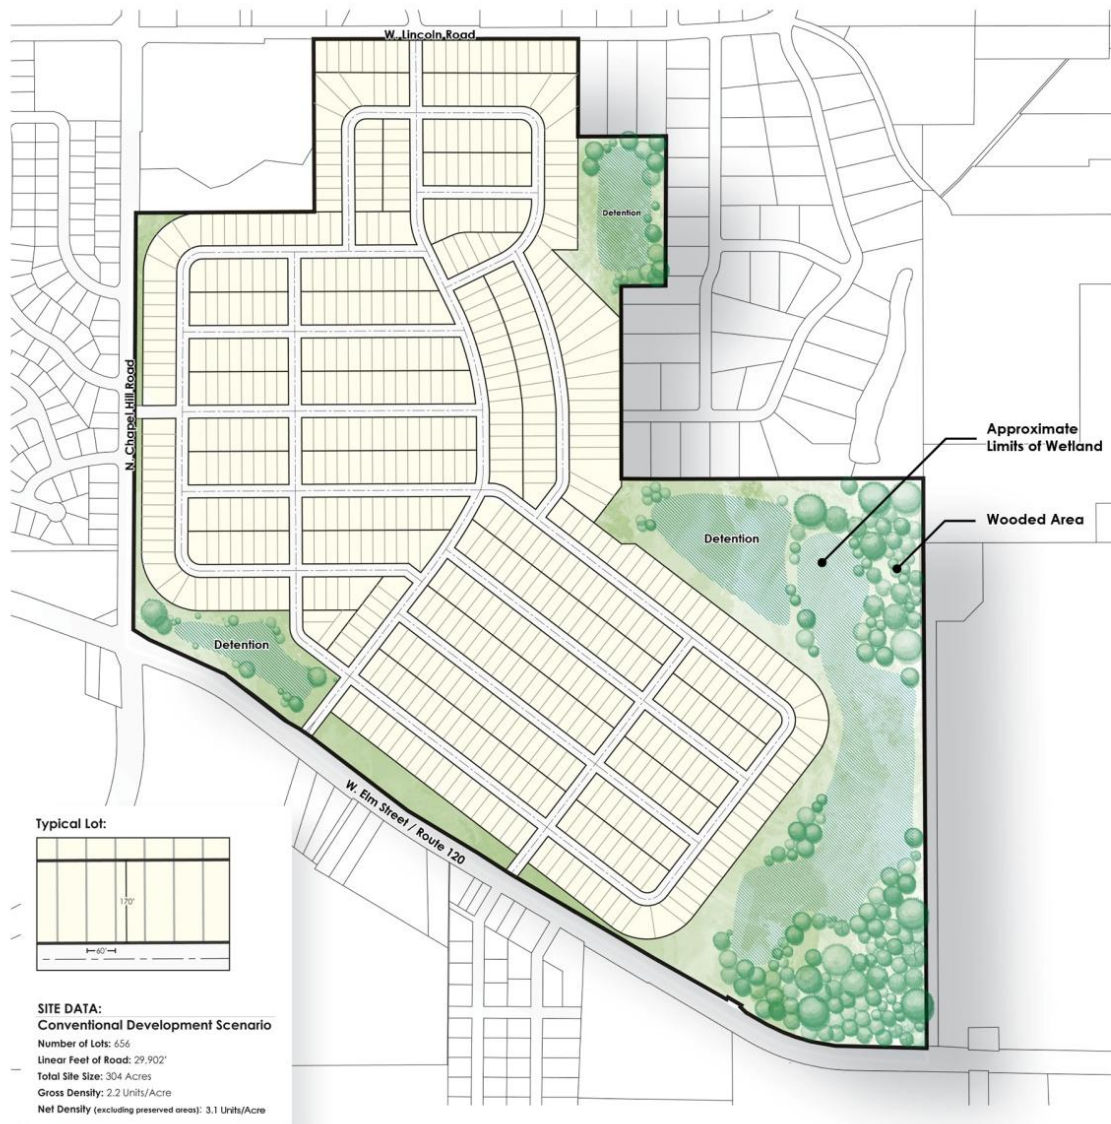 W. Lincoln Road
Detention
N. Chapel Hill Road
Approximate
Limits of Wetland
Detention
Wooded Area
Detention
W. Elm Street / Route 120
Typical Lot:
170'
60'
SITE DATA:
Conventional Development Scenario
Number of Lots: 656
Linear Feet of Road: 29,902'
Total Site Size: 304 Acres
Gross Density: 2.2 Units/Acre
Net Density (excluding preserved areas): 3.1 Units/Acre